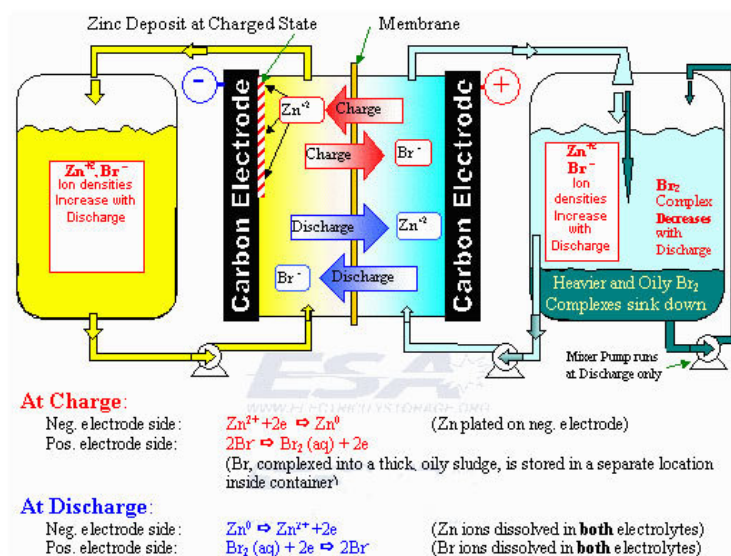 Zinc Deposit at Charged State
Membrane
-
+
Carbon Electrode
Zn+2
Charge
Charge
Br-
Discharge
Zn+2
Br-
Discharge
Carbon Electrode
Zn+2, Br-
Ion densities
Increase with
Discharge
Zn+2
Br-
Ion
densities
Increase
with
Discharge
Br2
Complex
Decreases
with
Discharge
Heavier and Oily Br2
Complexes sink down
Mixer Pump runs
at Discharge only
ESA
WWW.ELECTRICITYSTORAGE.ORG
At Charge:
Neg. electrode side: Zn2+ +2e ⇨ Zn0 (Zn plated on neg. electrode)
Pos. electrode side: 2Br- ⇨ Br2 (aq) + 2e
(Br, complexed into a thick, oily sludge, is stored in a separate location
inside container)
At Discharge:
Neg. electrode side: Zn0 ⇨ Zn2+ +2e (Zn ions dissolved in both electrolytes)
Pos. electrode side: Br2 (aq) + 2e ⇨ 2Br- (Br ions dissolved in both electrolytes)